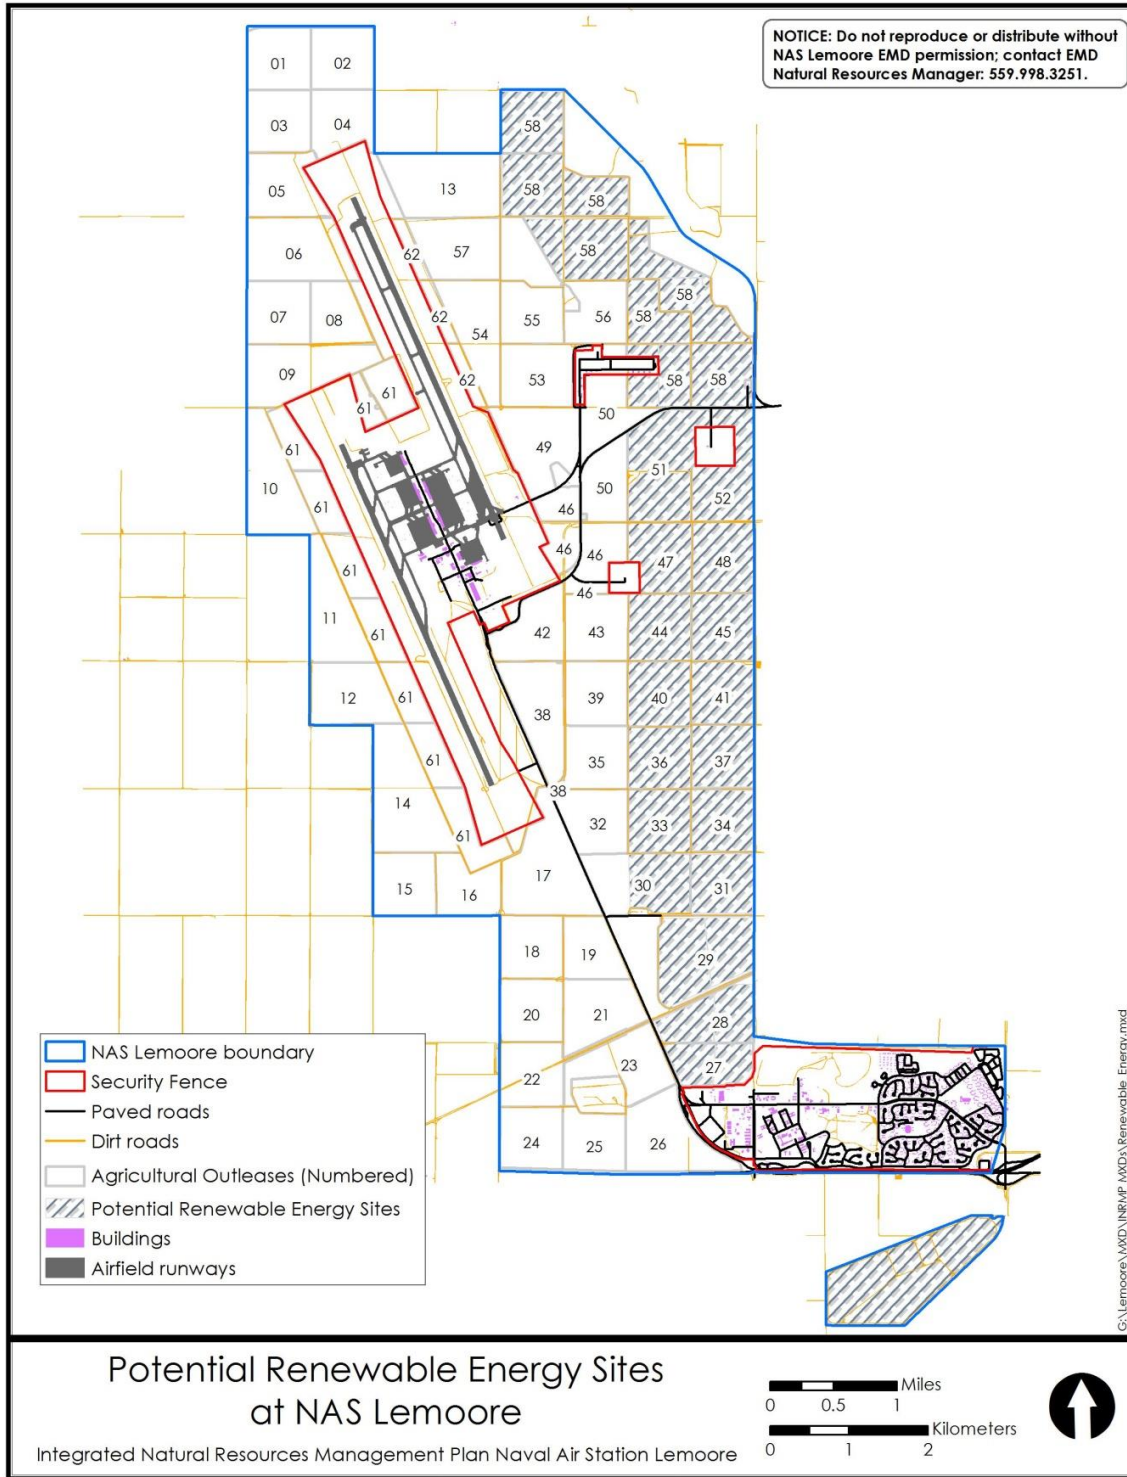 NOTICE: Do not reproduce or distribute without
NAS Lemoore EMD permission; contact EMD
Natural Resources Manager: 559.998.3251.
01 02
03 04 58
05 13 58 58
06 62 57 58
58
07 08 62 54 55 56 58
09 61 62 53 58 58
61 50
61 49 51
10 50 52
61 46
46 46 47 48
61 46
11 61 42 43 44 45
12 61 38 39 40 41
61 35 36 37
38
14 61 32 33 34
15 16 17 30 31
18 19 29
20 21 28
22 23 27
24 25 26
NAS Lemoore boundary
Security Fence
Paved roads
Dirt roads
Agricultural Outleases (Numbered)
Potential Renewable Energy Sites
Buildings
Airfield runways
G:\Lemoore\MXD\INRMP MXDs\Renewable_Energy.mxd
Potential Renewable Energy Sites
at NAS Lemoore
Integrated Natural Resources Management Plan Naval Air Station Lemoore
Miles
0 0.5 1
Kilometers
0 1 2